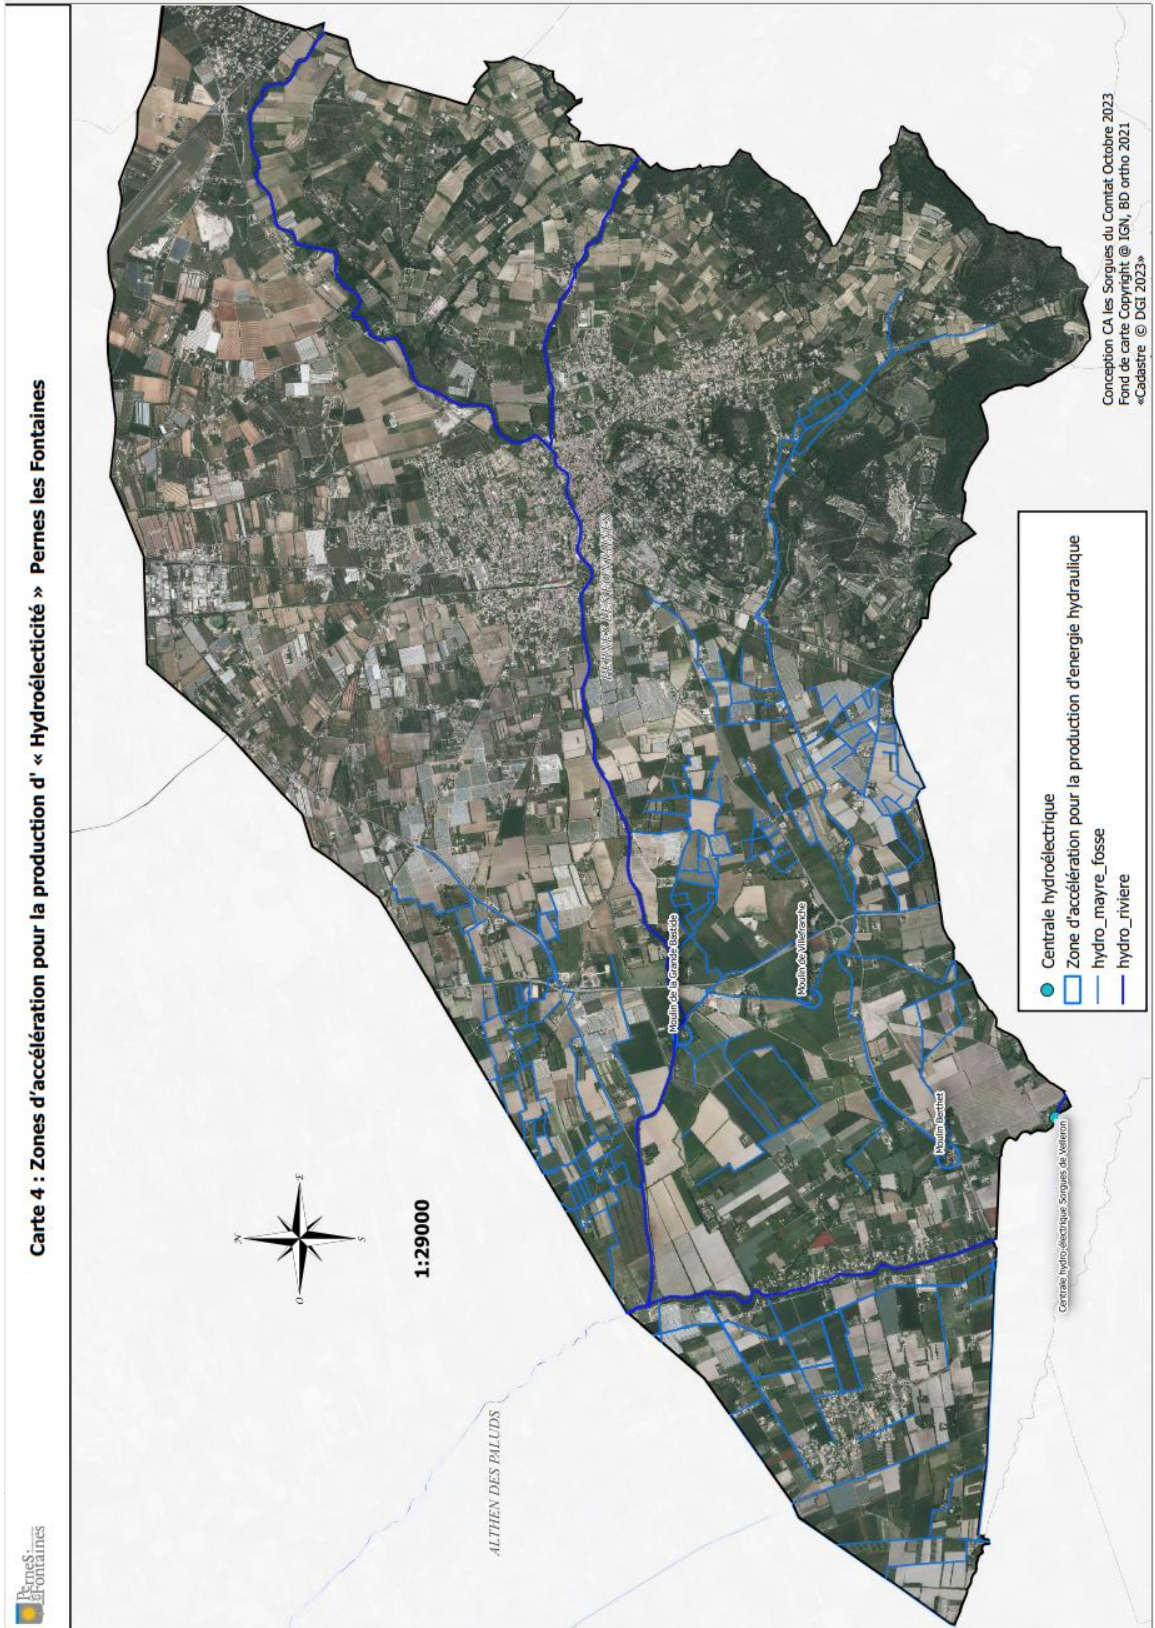 Pernes
les Fontaines
Carte 4 : Zones d'accélération pour la production d' « Hydroélecticité » Pernes les Fontaines
N
O
E
S
1:29000
ALTHEN DES PALUDS
PERNES LES FONTAINES
Moulin de la Grande Bastide
Moulin de Villefranche
Moulin Berthet
Centrale hydro-électrique Sorgues de Velleron
Centrale hydroélectrique
Zone d'accélération pour la production d'energie hydraulique
hydro_mayre_fosse
hydro_riviere
Conception CA les Sorgues du Comtat Octobre 2023
Fond de carte Copyright @ IGN, BD ortho 2021
«Cadastre © DGI 2023»